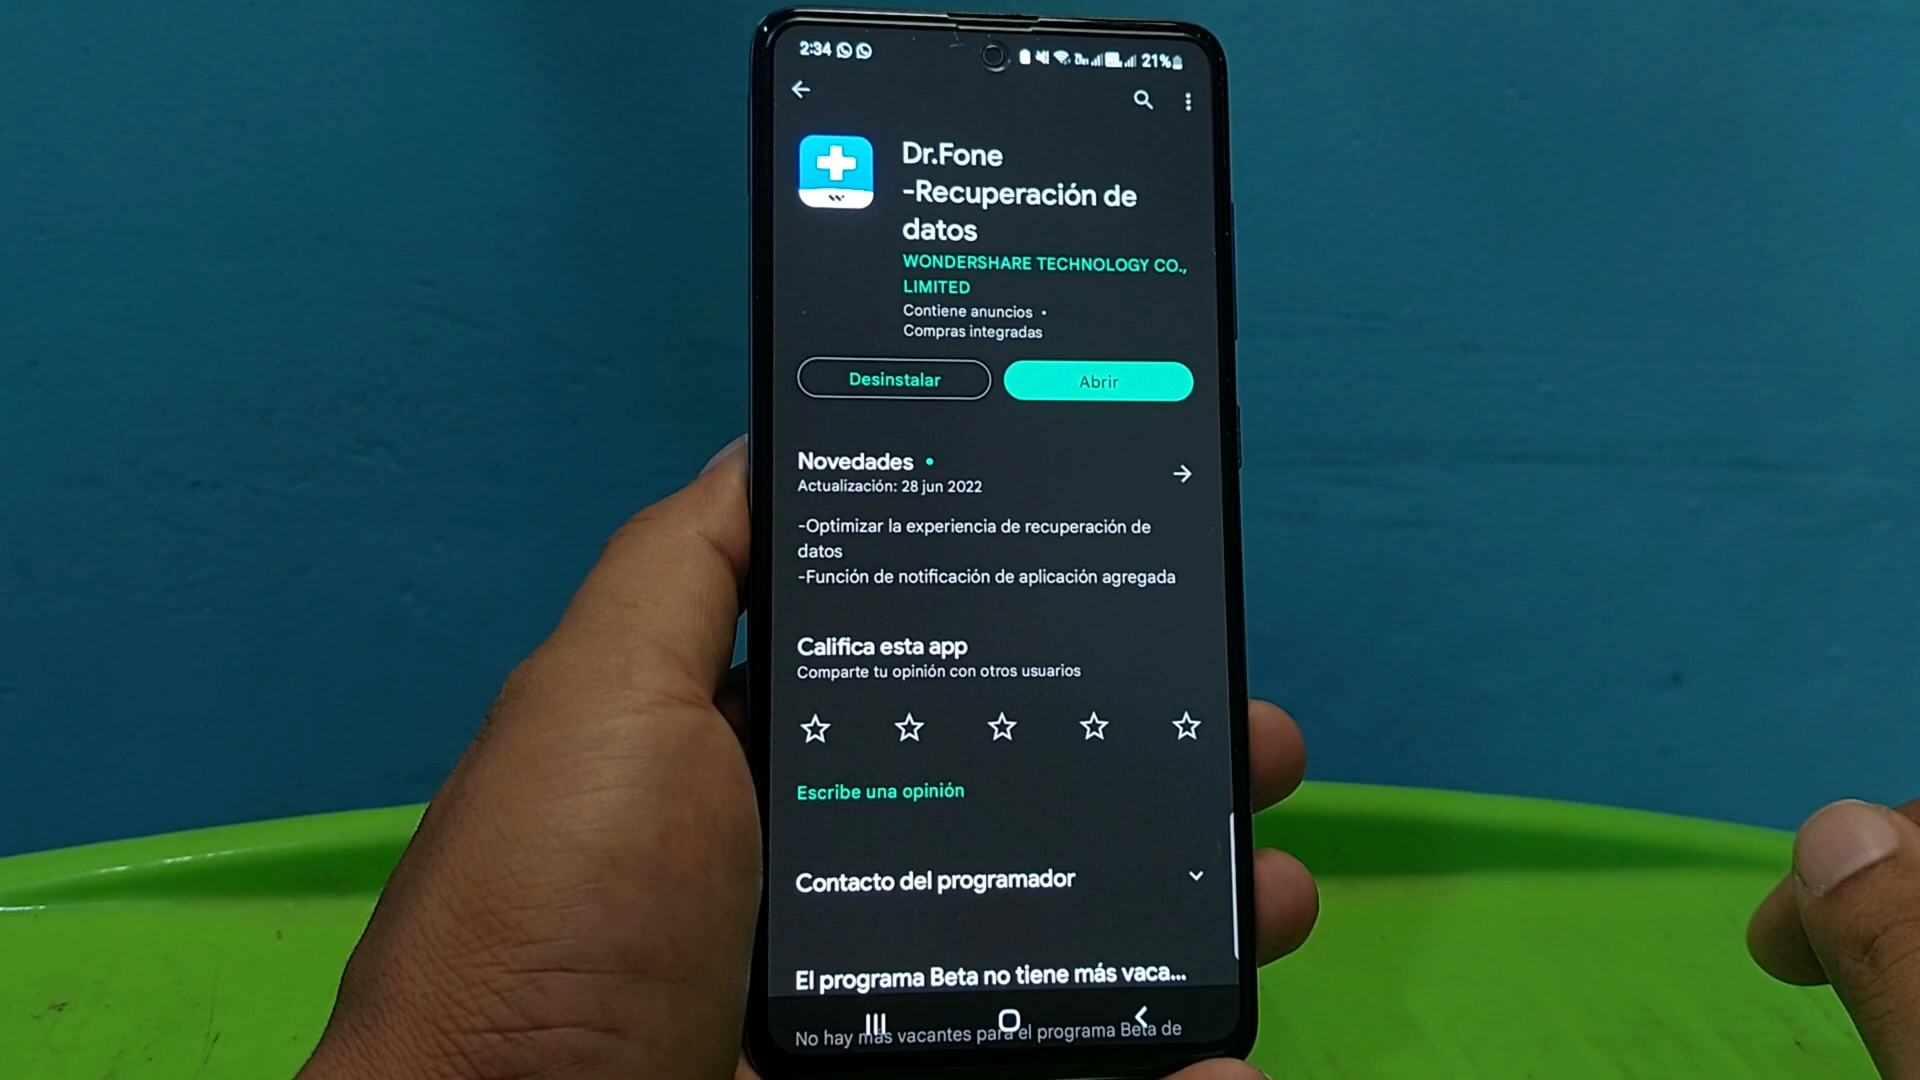 2:34
21%
Dr.Fone
-Recuperación de
datos
WONDERSHARE TECHNOLOGY CO.,
LIMITED
Contiene anuncios •
Compras integradas
Desinstalar
Abrir
Novedades •
Actualización: 28 jun 2022
-Optimizar la experiencia de recuperación de
datos
-Función de notificación de aplicación agregada
Califica esta app
Comparte tu opinión con otros usuarios
Escribe una opinión
Contacto del programador
El programa Beta no tiene más vaca...
No hay más vacantes para el programa Beta de